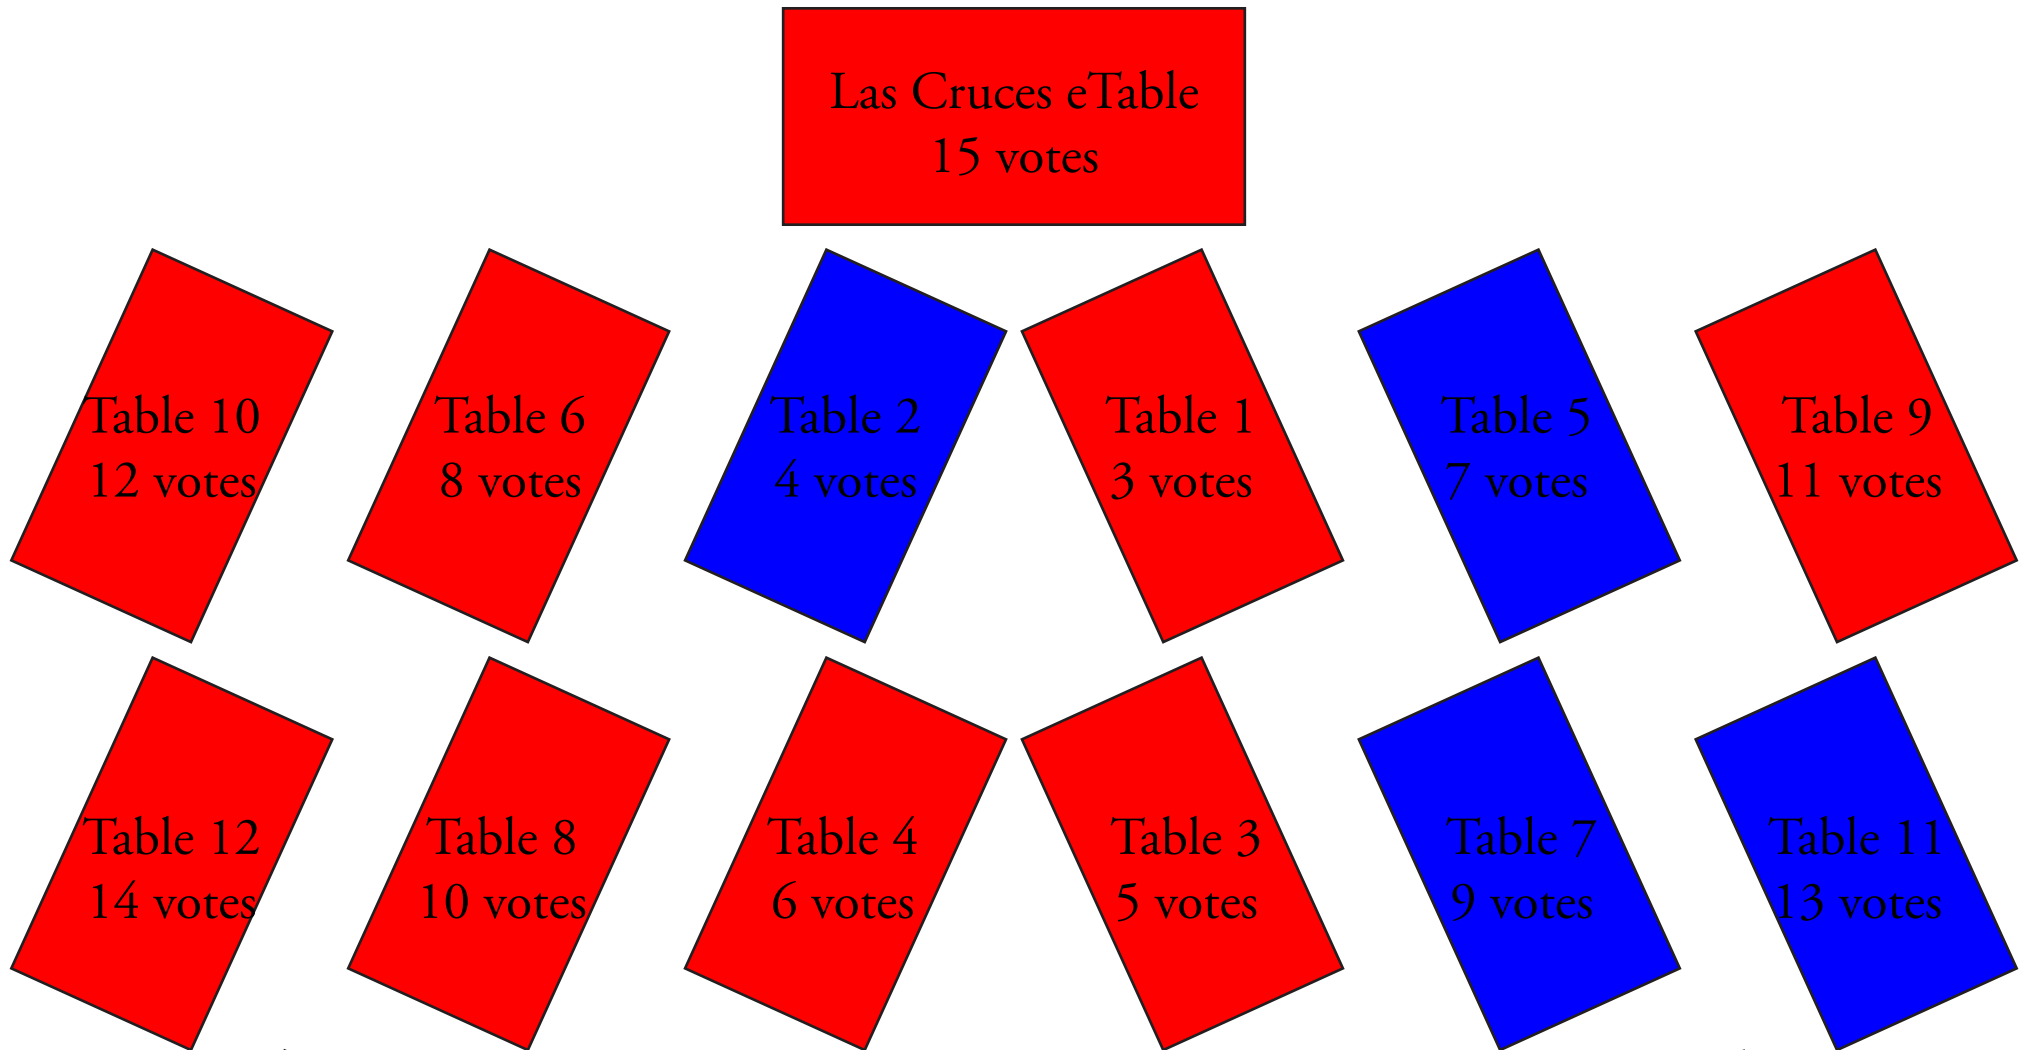 Las Cruces eTable
15 votes
Table 10
12 votes
Table 6
8 votes
Table 2
4 votes
Table 1
3 votes
Table 5
7 votes
Table 9
11 votes
Table 12
14 votes
Table 8
10 votes
Table 4
6 votes
Table 3
5 votes
Table 7
9 votes
Table 11
13 votes